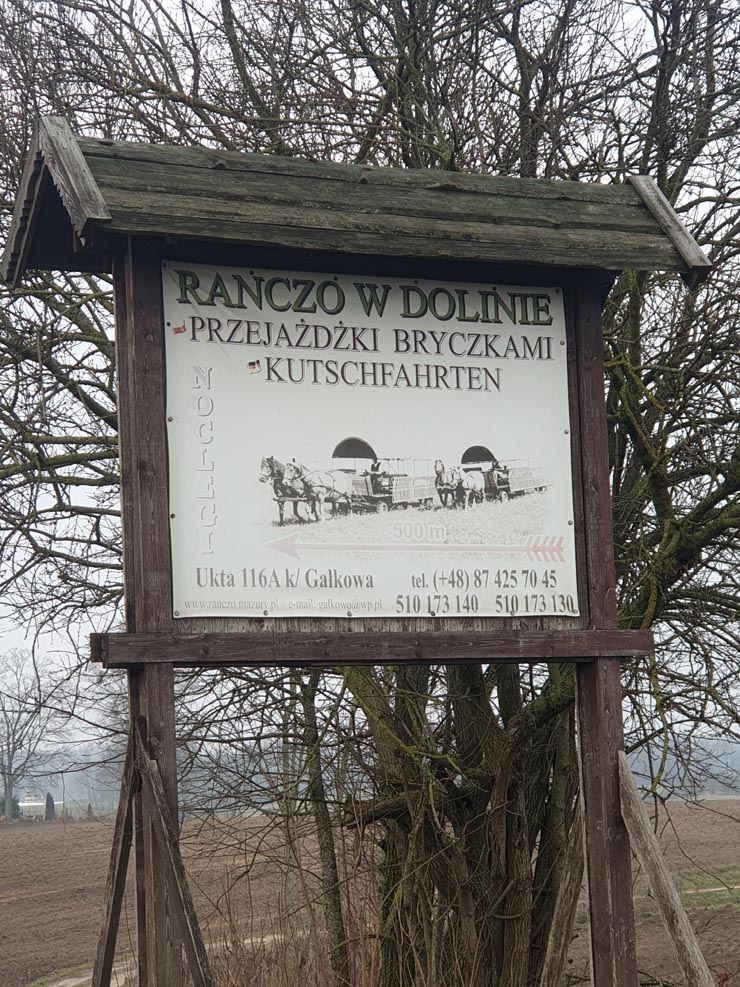 RANCZO W DOLINIE
PRZEJAŻDŻKI BRYCZKAMI
KUTSCHFAHRTEN
NOCLEGI
500 m
Ukta 116A k/ Gałkowa
tel. (+48) 87 425 70 45
www.ranczo.mazury.pl e-mail: galkowo@wp.pl
510 173 140 510 173 130